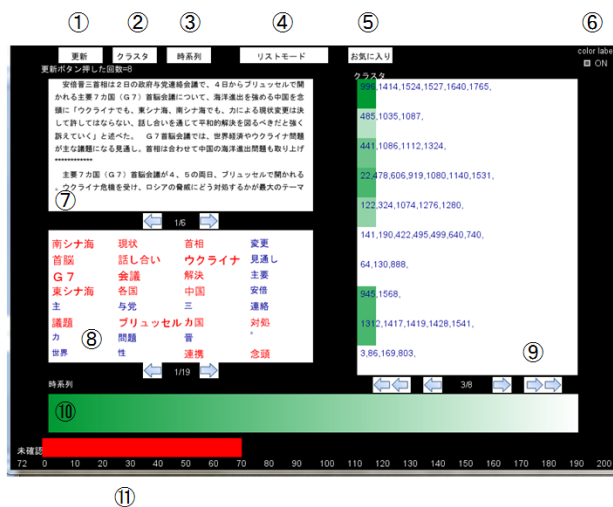 ① ② ③ ④ ⑤ ⑥
更新 クラスタ 時系列 リストモード お気に入り color labe
ON
更新ボタン押した回数=8
クラスタ
安倍晋三首相は２日の政府与党連絡会議で、４日からブリュッセルで開
かれる主要７カ国（Ｇ７）首脳会議について、海洋進出を強める中国を念
頭に「ウクライナでも、東シナ海、南シナ海でも、力による現状変更は決
して許してはならない、話し合いを通じて平和的解決を図るべきだと強く
訴えていく」と述べた。 Ｇ７首脳会議では、世界経済やウクライナ問題
が主な議題になる見通し。首相は合わせて中国の海洋進出問題も取り上げ
************
主要７カ国（Ｇ７）首脳会議が４、５の両日、ブリュッセルで開かれる
。ウクライナ危機を受け、ロシアの脅威にどう対処するかが最大のテーマ
⑦
1/6
南シナ海 現状 首相 変更
首脳 話し合い ウクライナ 見通し
Ｇ７ 会議 解決 主要
東シナ海 各国 中国 安倍
主 与党 三 連絡
議題 ブリュッセル カ国 対処
カ 問題 晋 。
世界 性 連携 念頭
⑧
1/19
996,1414,1524,1527,1640,1765,
485,1035,1087,
441,1086,1112,1324,
22,478,606,919,1080,1140,1531,
122,324,1074,1276,1280,
141,190,422,495,499,640,740,
64,130,888,
945,1568,
1312,1417,1419,1428,1541,
3,86,169,803,
⑨
3/8
時系列
⑩
未確認
72 0 10 20 30 40 50 60 70 80 90 100 110 120 130 140 150 160 170 180 190 200
⑪